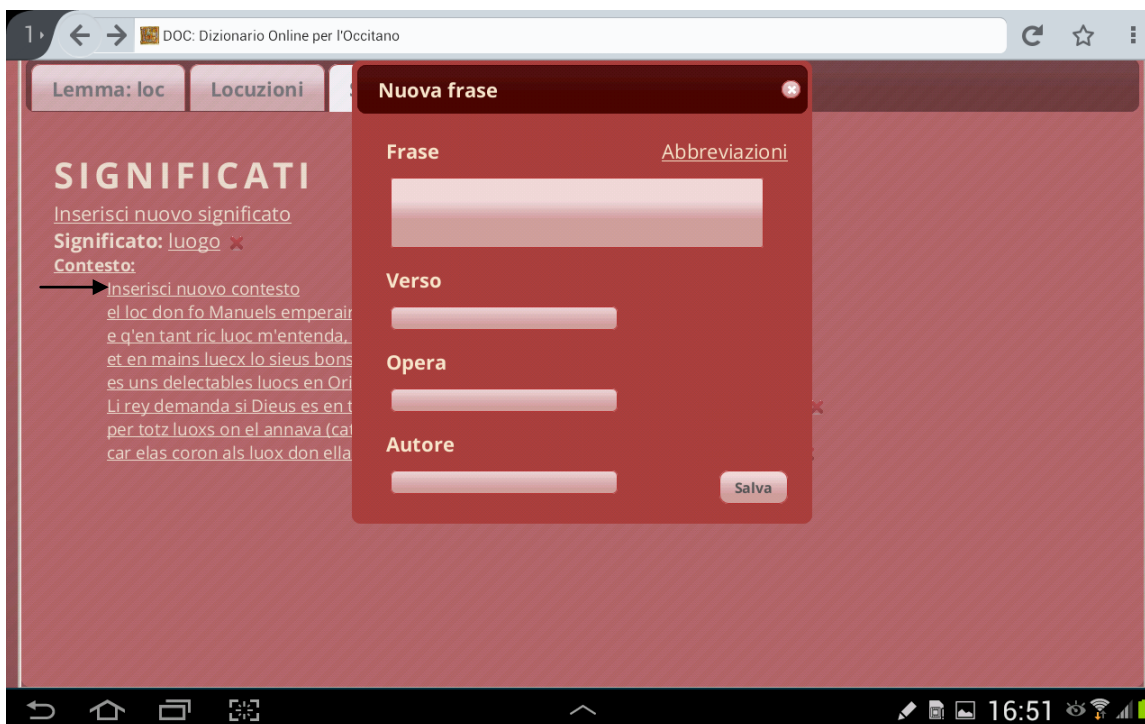 1
DOC: Dizionario Online per l'Occitano
Lemma: loc
Locuzioni
Nuova frase
SIGNIFICATI
Inserisci nuovo significato
Significato: luogo
Contesto:
Inserisci nuovo contesto
el loc don fo Manuels emperair
e q'en tant ric luoc m'entenda,
et en mains luecx lo sieus bons
es uns delectables luocs en Ori
Li rey demanda si Dieus es en t
per totz luoxs on el annava (cat
car elas coron als luox don ella
Frase
Abbreviazioni
Verso
Opera
Autore
Salva
16:51